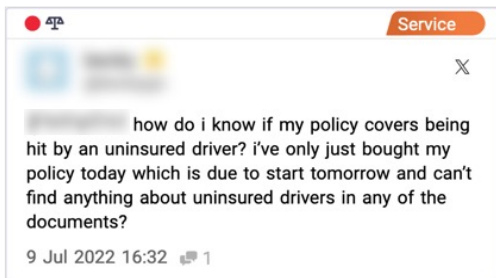 Service
how do i know if my policy covers being
hit by an uninsured driver? i've only just bought my
policy today which is due to start tomorrow and can't
find anything about uninsured drivers in any of the
documents?
9 Jul 2022 16:32 1